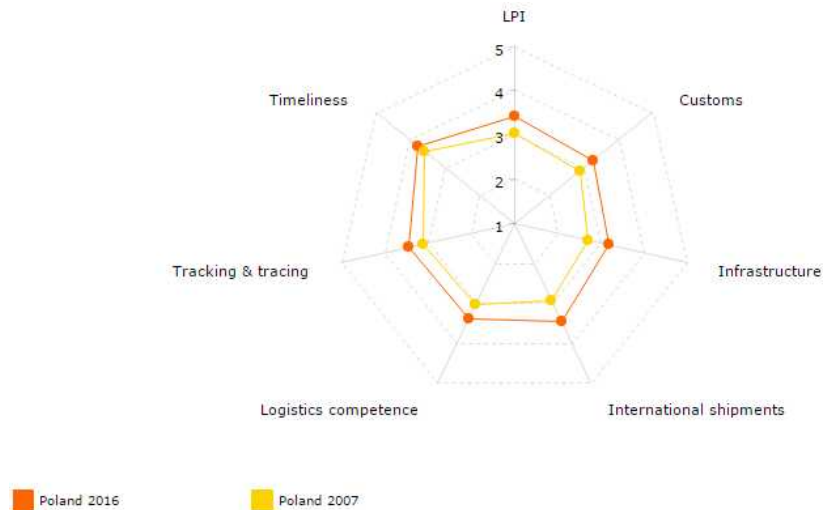 LPI
5
Timeliness
Customs
4
3
2
1
Tracking & tracing
Infrastructure
Logistics competence
International shipments
Poland 2016
Poland 2007